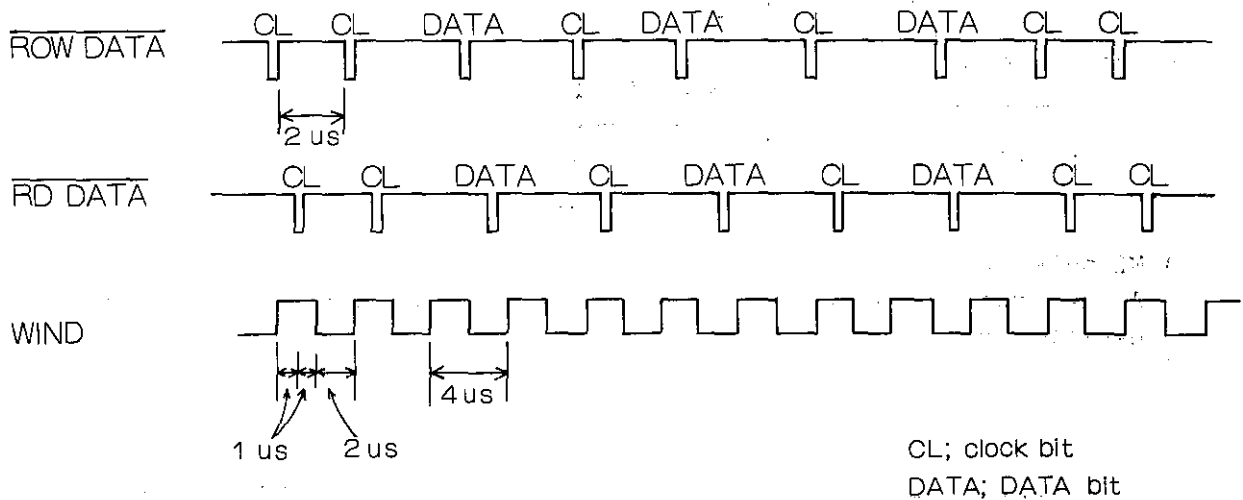 CL CL DATA CL DATA CL DATA CL CL
ROW DATA
2 us
CL CL DATA CL DATA CL DATA CL CL
RD DATA
WIND
4 us
1 us 2 us
CL; clock bit
DATA; DATA bit